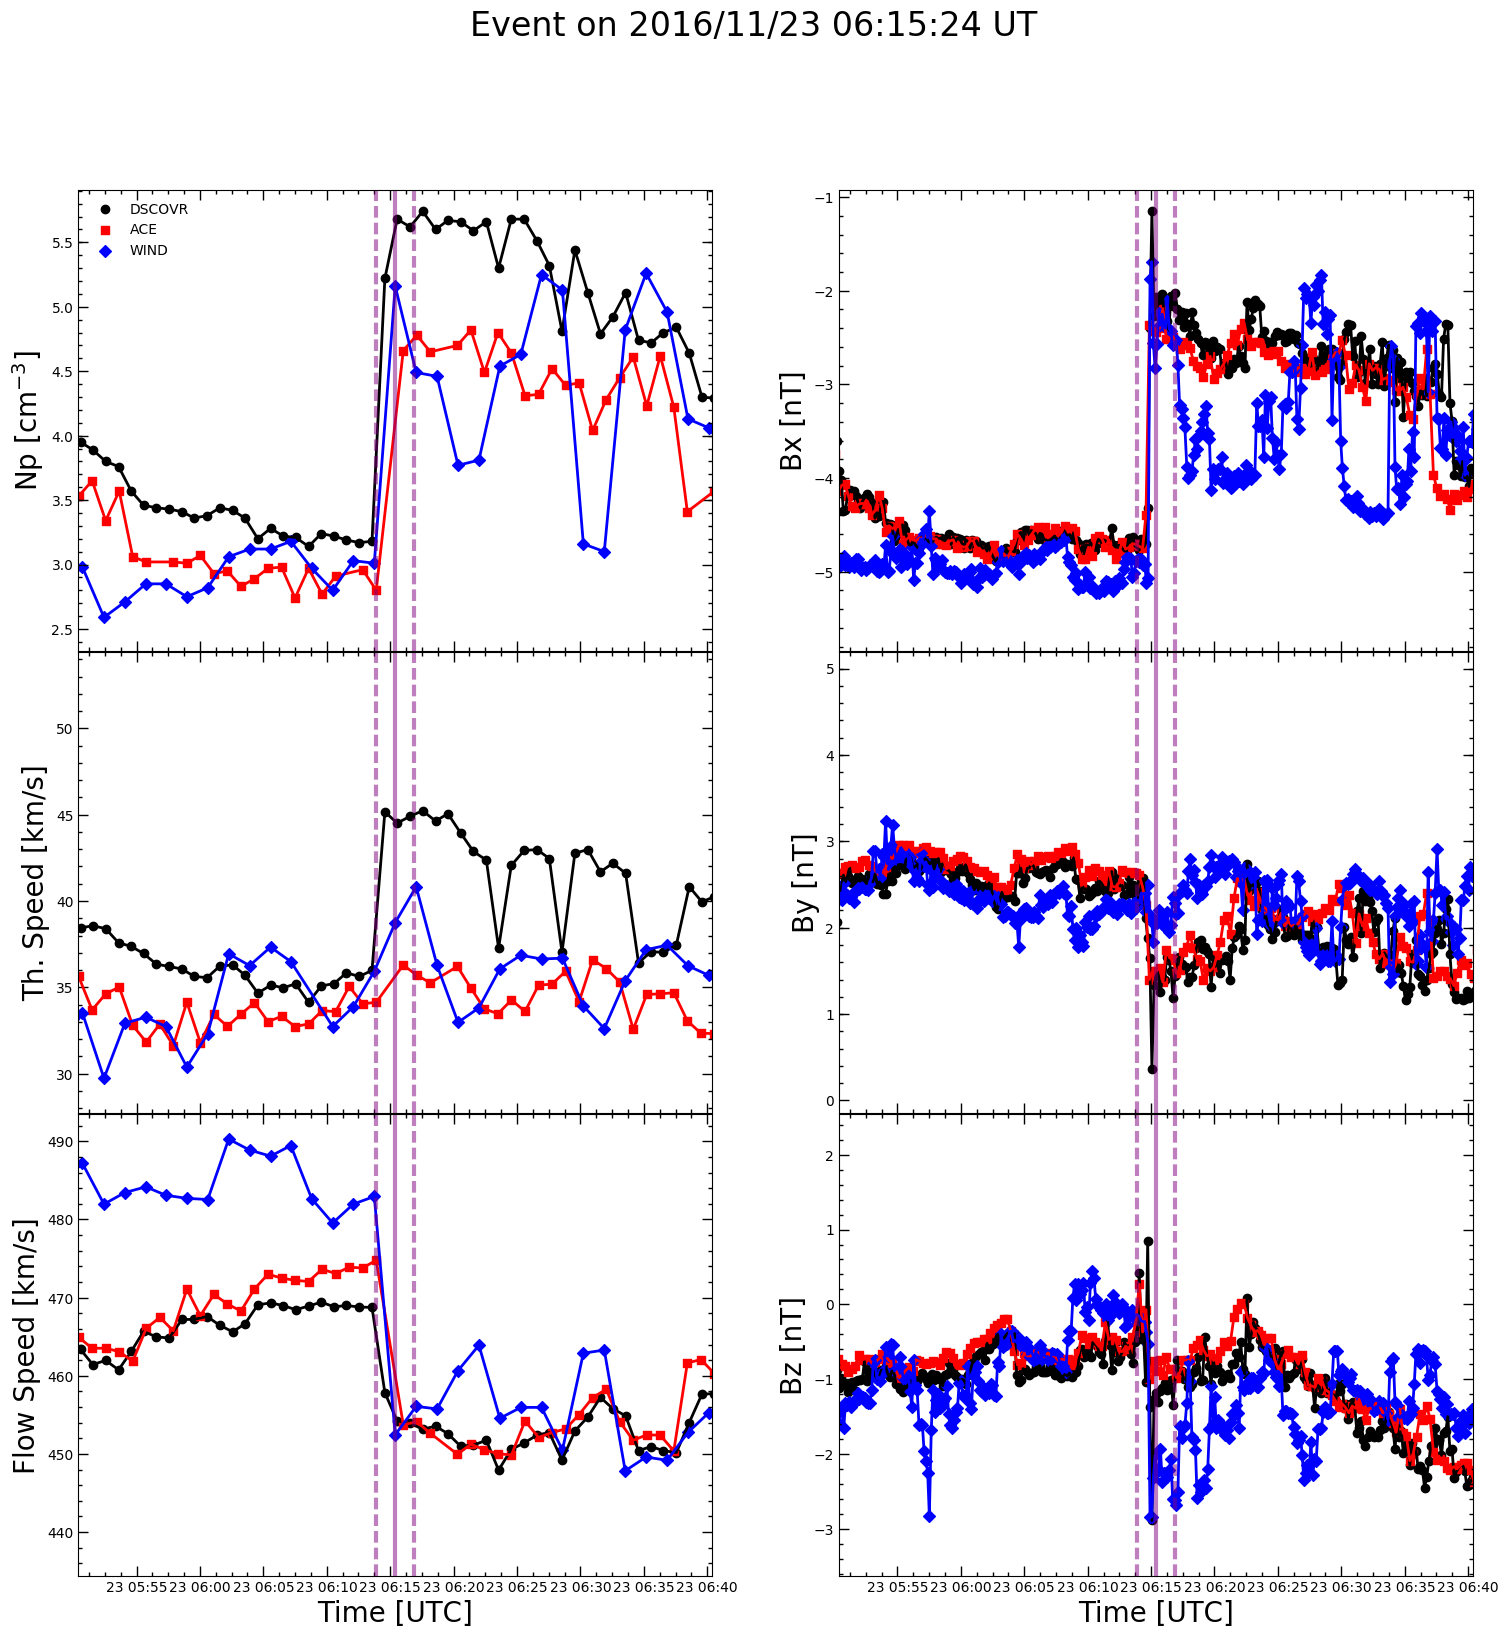 Event on 2016/11/23 06:15:24 UT
DSCOVR
ACE
WIND
Np [cm⁻³]
5.5
5.0
4.5
4.0
3.5
3.0
2.5
Th. Speed [km/s]
50
45
40
35
30
Flow Speed [km/s]
490
480
470
460
450
440
23 05:55 23 06:00 23 06:05 23 06:10 23 06:15 23 06:20 23 06:25 23 06:30 23 06:35 23 06:40
Time [UTC]
Bx [nT]
−1
−2
−3
−4
−5
By [nT]
5
4
3
2
1
0
Bz [nT]
2
1
0
−1
−2
−3
23 05:55 23 06:00 23 06:05 23 06:10 23 06:15 23 06:20 23 06:25 23 06:30 23 06:35 23 06:40
Time [UTC]